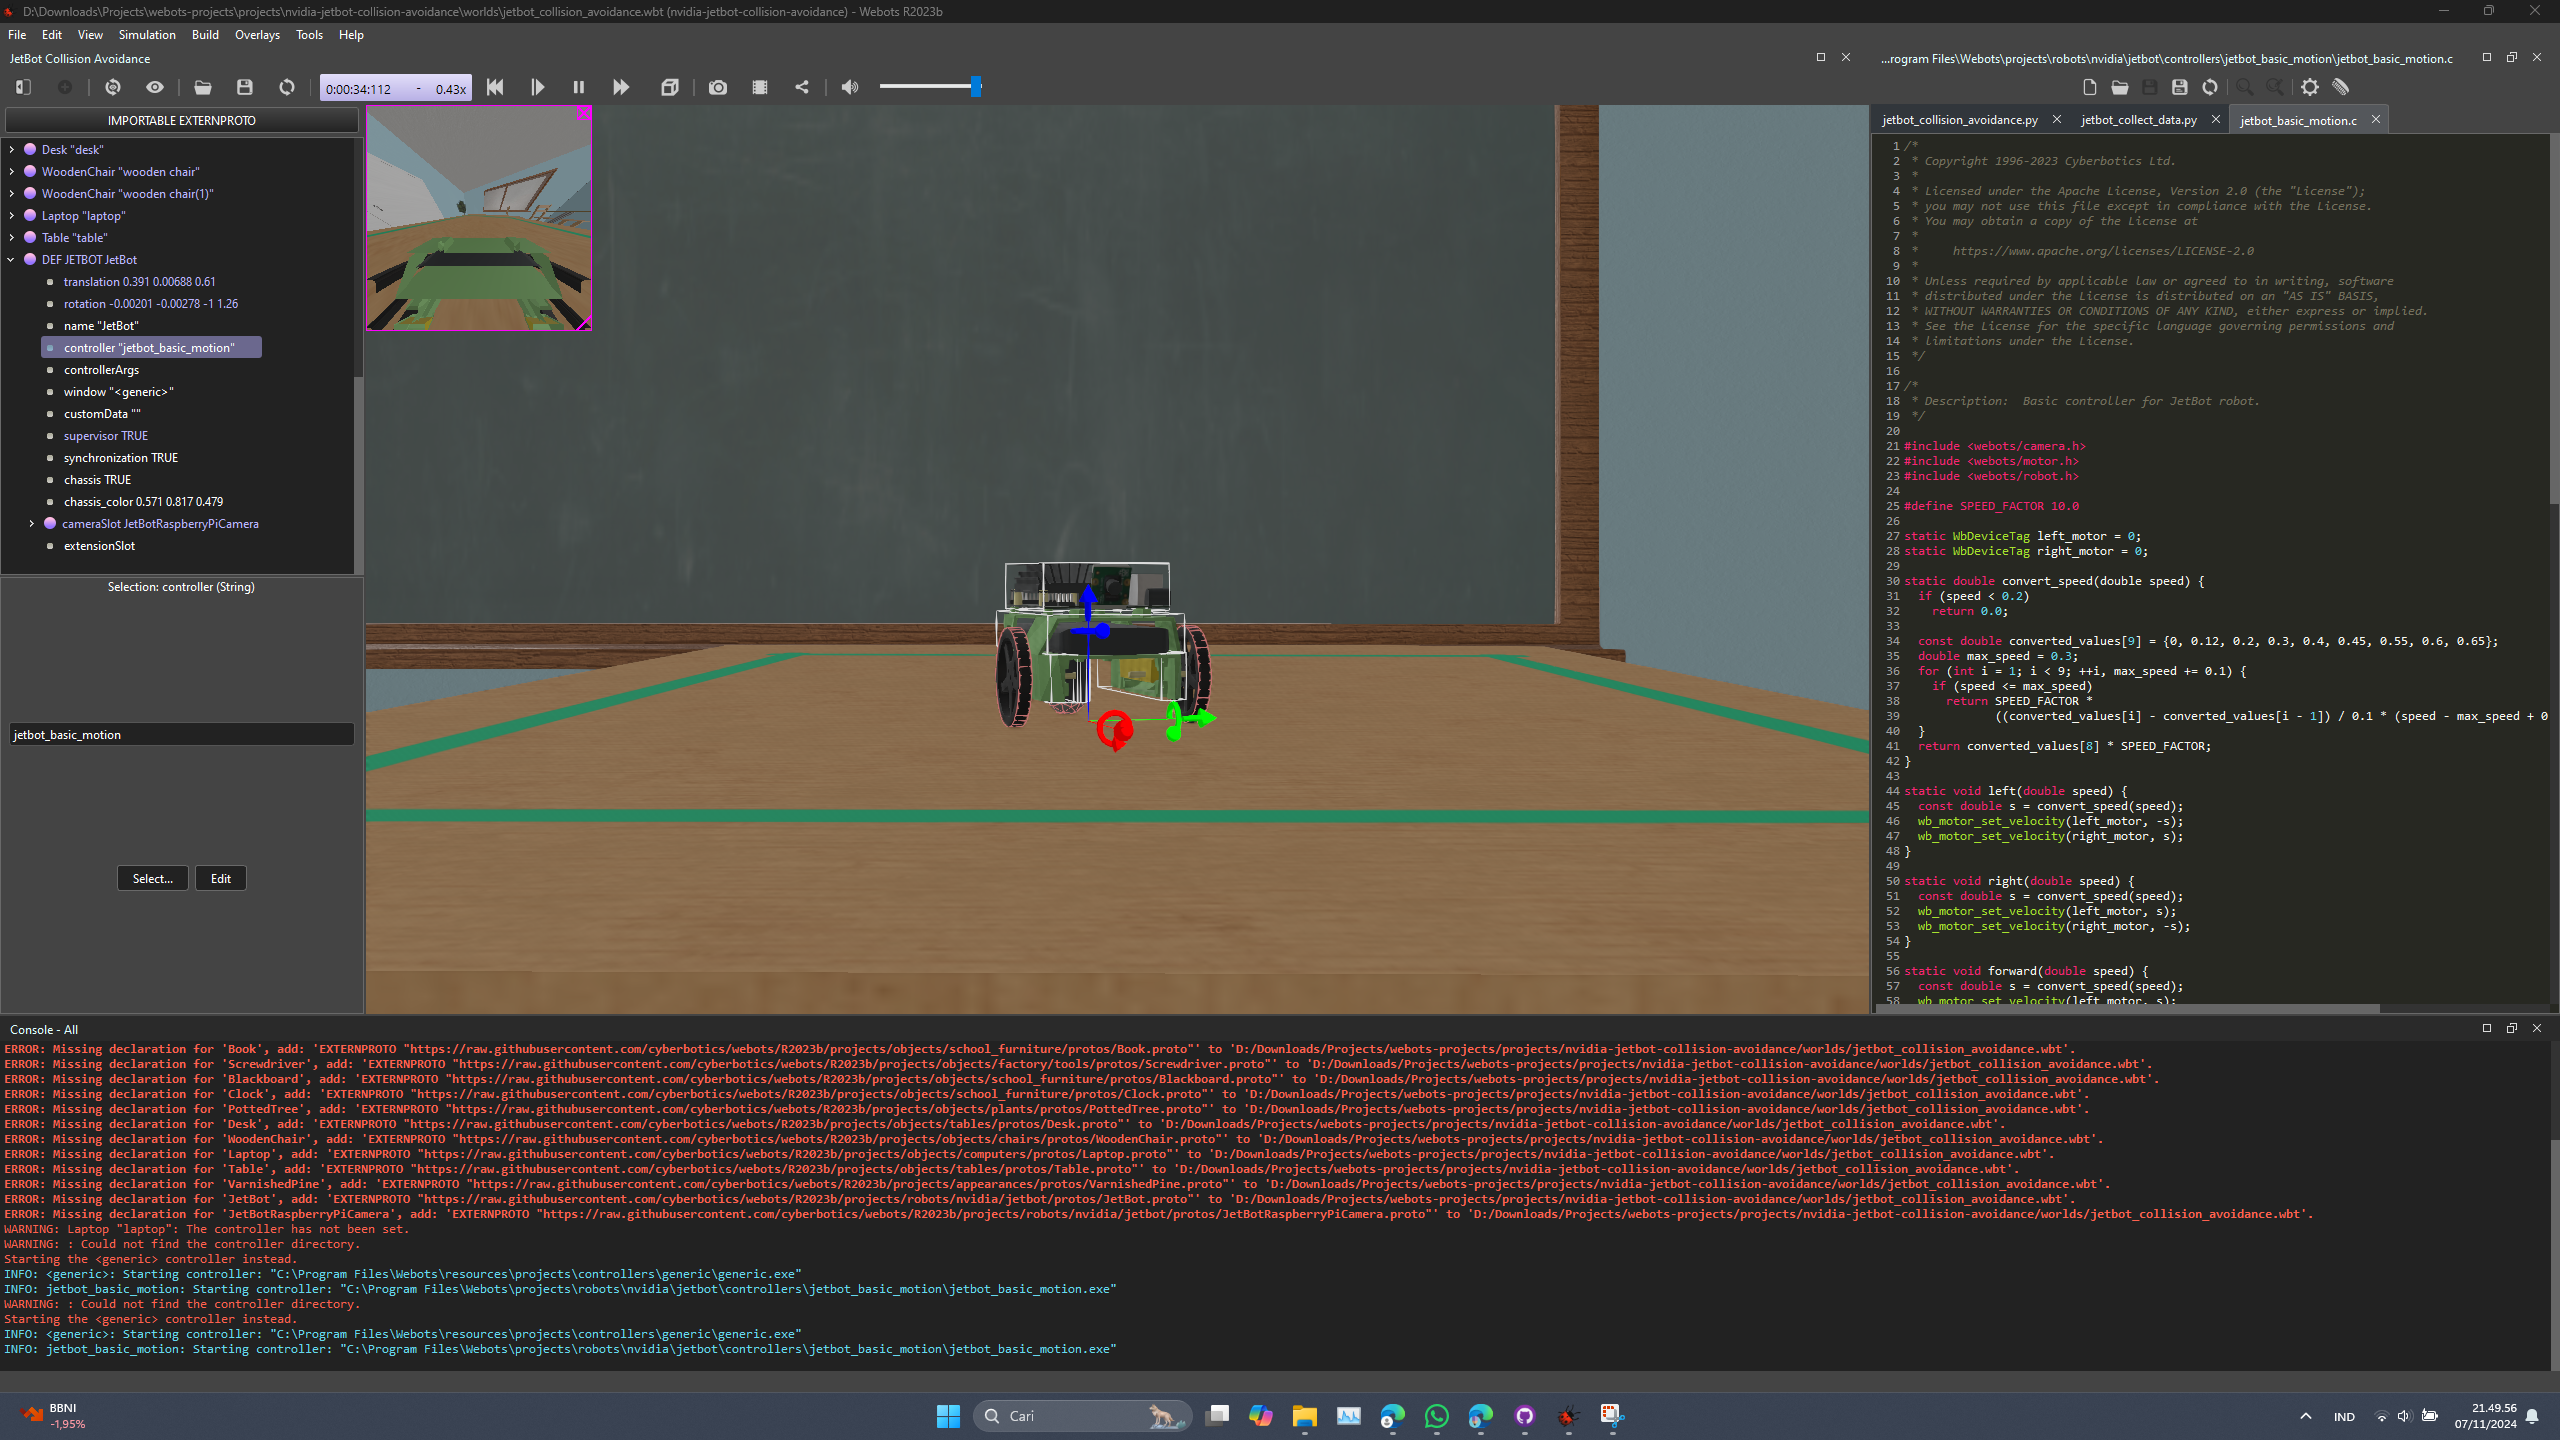 D:\Downloads\Projects\webots-projects\projects\nvidia-jetbot-collision-avoidance\worlds\jetbot_collision_avoidance.wbt (nvidia-jetbot-collision-avoidance) - Webots R2023b
File Edit View Simulation Build Overlays Tools Help
JetBot Collision Avoidance
0:00:34:112 - 0.43x
IMPORTABLE EXTERNPROTO
Desk "desk"
WoodenChair "wooden chair"
WoodenChair "wooden chair(1)"
Laptop "laptop"
Table "table"
DEF JETBOT JetBot
translation 0.391 0.00688 0.61
rotation -0.00201 -0.00278 -1 1.26
name "JetBot"
controller "jetbot_basic_motion"
controllerArgs
window "<generic>"
customData ""
supervisor TRUE
synchronization TRUE
chassis TRUE
chassis_color 0.571 0.817 0.479
cameraSlot JetBotRaspberryPiCamera
extensionSlot
Selection: controller (String)
jetbot_basic_motion
Select... Edit
...rogram Files\Webots\projects\robots\nvidia\jetbot\controllers\jetbot_basic_motion\jetbot_basic_motion.c
jetbot_collision_avoidance.py jetbot_collect_data.py jetbot_basic_motion.c
1 /*
2 * Copyright 1996-2023 Cyberbotics Ltd.
3 *
4 * Licensed under the Apache License, Version 2.0 (the "License");
5 * you may not use this file except in compliance with the License.
6 * You may obtain a copy of the License at
7 *
8 * https://www.apache.org/licenses/LICENSE-2.0
9 *
10 * Unless required by applicable law or agreed to in writing, software
11 * distributed under the License is distributed on an "AS IS" BASIS,
12 * WITHOUT WARRANTIES OR CONDITIONS OF ANY KIND, either express or implied.
13 * See the License for the specific language governing permissions and
14 * limitations under the License.
15 */
16
17 /*
18 * Description:  Basic controller for JetBot robot.
19 */
20
21 #include <webots/camera.h>
22 #include <webots/motor.h>
23 #include <webots/robot.h>
24
25 #define SPEED_FACTOR 10.0
26
27 static WbDeviceTag left_motor = 0;
28 static WbDeviceTag right_motor = 0;
29
30 static double convert_speed(double speed) {
31 if (speed < 0.2)
32 return 0.0;
33
34 const double converted_values[9] = {0, 0.12, 0.2, 0.3, 0.4, 0.45, 0.55, 0.6, 0.65};
35 double max_speed = 0.3;
36 for (int i = 1; i < 9; ++i, max_speed += 0.1) {
37 if (speed <= max_speed)
38 return SPEED_FACTOR *
39 ((converted_values[i] - converted_values[i - 1]) / 0.1 * (speed - max_speed + 0
40 }
41 return converted_values[8] * SPEED_FACTOR;
42 }
43
44 static void left(double speed) {
45 const double s = convert_speed(speed);
46 wb_motor_set_velocity(left_motor, -s);
47 wb_motor_set_velocity(right_motor, s);
48 }
49
50 static void right(double speed) {
51 const double s = convert_speed(speed);
52 wb_motor_set_velocity(left_motor, s);
53 wb_motor_set_velocity(right_motor, -s);
54 }
55
56 static void forward(double speed) {
57 const double s = convert_speed(speed);
58 wb_motor_set_velocity(left_motor, s);
Console - All
ERROR: Missing declaration for 'Book', add: 'EXTERNPROTO "https://raw.githubusercontent.com/cyberbotics/webots/R2023b/projects/objects/school_furniture/protos/Book.proto"' to 'D:/Downloads/Projects/webots-projects/projects/nvidia-jetbot-collision-avoidance/worlds/jetbot_collision_avoidance.wbt'.
ERROR: Missing declaration for 'Screwdriver', add: 'EXTERNPROTO "https://raw.githubusercontent.com/cyberbotics/webots/R2023b/projects/objects/factory/tools/protos/Screwdriver.proto"' to 'D:/Downloads/Projects/webots-projects/projects/nvidia-jetbot-collision-avoidance/worlds/jetbot_collision_avoidance.wbt'.
ERROR: Missing declaration for 'Blackboard', add: 'EXTERNPROTO "https://raw.githubusercontent.com/cyberbotics/webots/R2023b/projects/objects/school_furniture/protos/Blackboard.proto"' to 'D:/Downloads/Projects/webots-projects/projects/nvidia-jetbot-collision-avoidance/worlds/jetbot_collision_avoidance.wbt'.
ERROR: Missing declaration for 'Clock', add: 'EXTERNPROTO "https://raw.githubusercontent.com/cyberbotics/webots/R2023b/projects/objects/school_furniture/protos/Clock.proto"' to 'D:/Downloads/Projects/webots-projects/projects/nvidia-jetbot-collision-avoidance/worlds/jetbot_collision_avoidance.wbt'.
ERROR: Missing declaration for 'PottedTree', add: 'EXTERNPROTO "https://raw.githubusercontent.com/cyberbotics/webots/R2023b/projects/objects/plants/protos/PottedTree.proto"' to 'D:/Downloads/Projects/webots-projects/projects/nvidia-jetbot-collision-avoidance/worlds/jetbot_collision_avoidance.wbt'.
ERROR: Missing declaration for 'Desk', add: 'EXTERNPROTO "https://raw.githubusercontent.com/cyberbotics/webots/R2023b/projects/objects/tables/protos/Desk.proto"' to 'D:/Downloads/Projects/webots-projects/projects/nvidia-jetbot-collision-avoidance/worlds/jetbot_collision_avoidance.wbt'.
ERROR: Missing declaration for 'WoodenChair', add: 'EXTERNPROTO "https://raw.githubusercontent.com/cyberbotics/webots/R2023b/projects/objects/chairs/protos/WoodenChair.proto"' to 'D:/Downloads/Projects/webots-projects/projects/nvidia-jetbot-collision-avoidance/worlds/jetbot_collision_avoidance.wbt'.
ERROR: Missing declaration for 'Laptop', add: 'EXTERNPROTO "https://raw.githubusercontent.com/cyberbotics/webots/R2023b/projects/objects/computers/protos/Laptop.proto"' to 'D:/Downloads/Projects/webots-projects/projects/nvidia-jetbot-collision-avoidance/worlds/jetbot_collision_avoidance.wbt'.
ERROR: Missing declaration for 'Table', add: 'EXTERNPROTO "https://raw.githubusercontent.com/cyberbotics/webots/R2023b/projects/objects/tables/protos/Table.proto"' to 'D:/Downloads/Projects/webots-projects/projects/nvidia-jetbot-collision-avoidance/worlds/jetbot_collision_avoidance.wbt'.
ERROR: Missing declaration for 'VarnishedPine', add: 'EXTERNPROTO "https://raw.githubusercontent.com/cyberbotics/webots/R2023b/projects/appearances/protos/VarnishedPine.proto"' to 'D:/Downloads/Projects/webots-projects/projects/nvidia-jetbot-collision-avoidance/worlds/jetbot_collision_avoidance.wbt'.
ERROR: Missing declaration for 'JetBot', add: 'EXTERNPROTO "https://raw.githubusercontent.com/cyberbotics/webots/R2023b/projects/robots/nvidia/jetbot/protos/JetBot.proto"' to 'D:/Downloads/Projects/webots-projects/projects/nvidia-jetbot-collision-avoidance/worlds/jetbot_collision_avoidance.wbt'.
ERROR: Missing declaration for 'JetBotRaspberryPiCamera', add: 'EXTERNPROTO "https://raw.githubusercontent.com/cyberbotics/webots/R2023b/projects/robots/nvidia/jetbot/protos/JetBotRaspberryPiCamera.proto"' to 'D:/Downloads/Projects/webots-projects/projects/nvidia-jetbot-collision-avoidance/worlds/jetbot_collision_avoidance.wbt'.
WARNING: Laptop "laptop": The controller has not been set.
WARNING: : Could not find the controller directory.
Starting the <generic> controller instead.
INFO: <generic>: Starting controller: "C:\Program Files\Webots\resources\projects\controllers\generic\generic.exe"
INFO: jetbot_basic_motion: Starting controller: "C:\Program Files\Webots\projects\robots\nvidia\jetbot\controllers\jetbot_basic_motion\jetbot_basic_motion.exe"
WARNING: : Could not find the controller directory.
Starting the <generic> controller instead.
INFO: <generic>: Starting controller: "C:\Program Files\Webots\resources\projects\controllers\generic\generic.exe"
INFO: jetbot_basic_motion: Starting controller: "C:\Program Files\Webots\projects\robots\nvidia\jetbot\controllers\jetbot_basic_motion\jetbot_basic_motion.exe"
BBNI
-1,95%
Cari
IND
21.49.56
07/11/2024